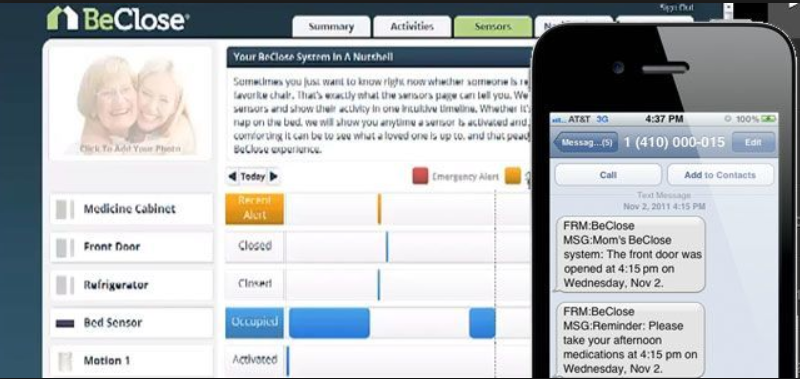 BeClose
Sign Out
Summary
Activities
Sensors
Click To Add Your Photo
Your BeClose System In A Nutshell
Sometimes you just want to know right now whether someone is
favorite chair. That's exactly what the sensors page can tell you. We
sensors and show their activity in one intuitive timeline. Whether it's
nap on the bed, we will show you anytime a sensor is activated and,
comforting it can be to see what a loved one is up to, and that
BeClose experience.
Today
Emergency Alert
Medicine Cabinet
Recent
Alert
Front Door
Closed
Refrigerator
Closed
Bed Sensor
Occupied
Motion 1
Activated
AT&T 3G 4:37 PM 100%
Messag...(5) 1 (410) 000-015 Edit
Call
Add to Contacts
Text Message
Nov 2, 2011 4:15 PM
FRM:BeClose
MSG:Mom's BeClose
system: The front door was
opened at 4:15 pm on
Wednesday, Nov 2.
FRM:BeClose
MSG:Reminder: Please
take your afternoon
medications at 4:15 pm on
Wednesday, Nov 2.